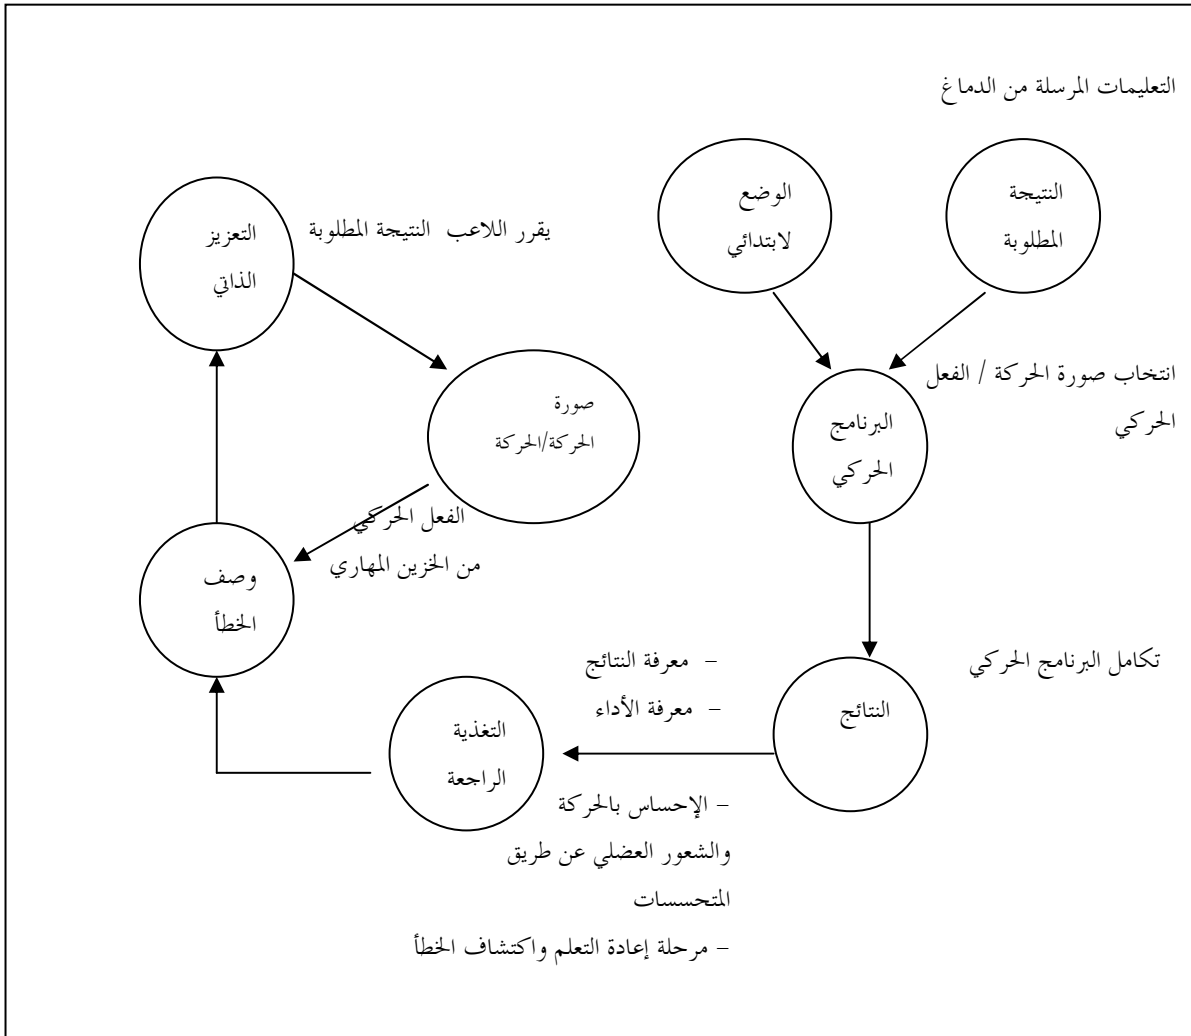 التعليمات المرسلة من الدماغ
النتيجة
المطلوبة
الوضع
لابتدائي
انتخاب صورة الحركة / الفعل
الحركي
البرنامج
الحركي
تكامل البرنامج الحركي
النتائج
– معرفة النتائج
– معرفة الأداء
– الإحساس بالحركة
والشعور العضلي عن طريق
المتحسسات
– مرحلة إعادة التعلم واكتشاف الخطأ
التغذية
الراجعة
وصف
الخطأ
التعزيز
الذاتي
يقرر اللاعب النتيجة المطلوبة
صورة
الحركة/الحركة
الفعل الحركي
من الخزين المهاري